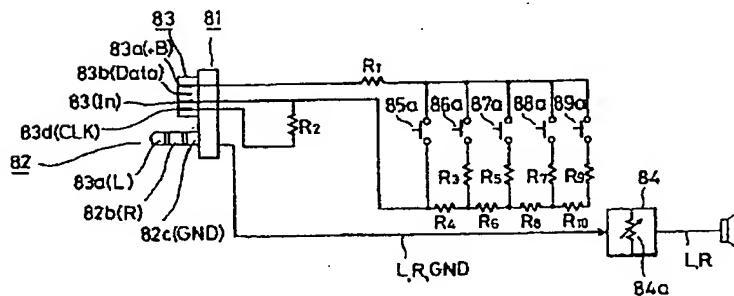 83
81
83a(+B)
83b(Data)
83(In)
83d(CLK)
82
83a(L)
82b(R)
82c(GND)
R1
R2
85a
86a
87a
88a
89a
R3
R5
R7
R9
R4
R6
R8
R10
84
84a
L,R,GND
L,R